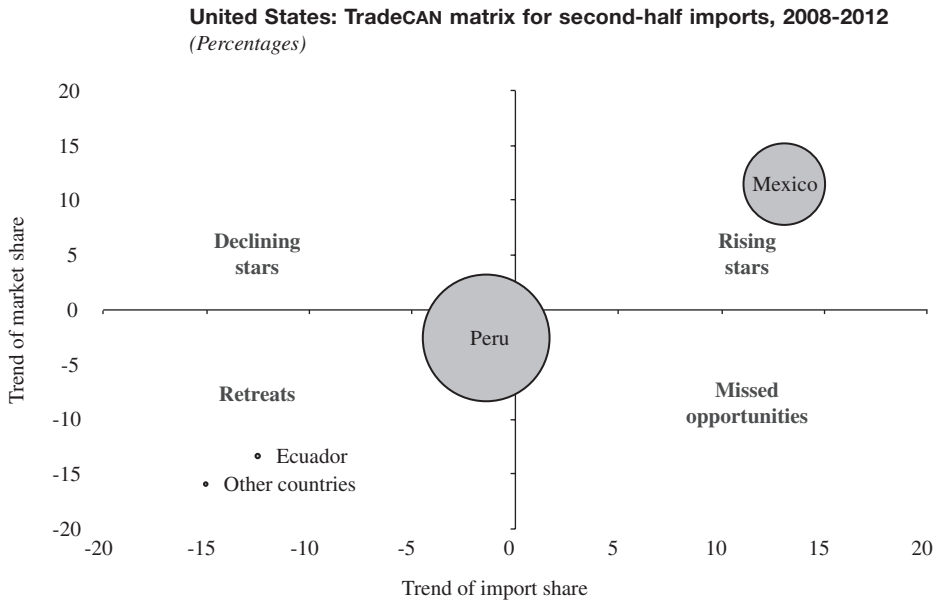 United States: TradeCAN matrix for second-half imports, 2008-2012
(Percentages)
20
15
10
5
0
-5
-10
-15
-20
Trend of market share
Mexico
Declining
stars
Rising
stars
Peru
Retreats
Missed
opportunities
Ecuador
Other countries
-20 -15 -10 -5 0 5 10 15 20
Trend of import share